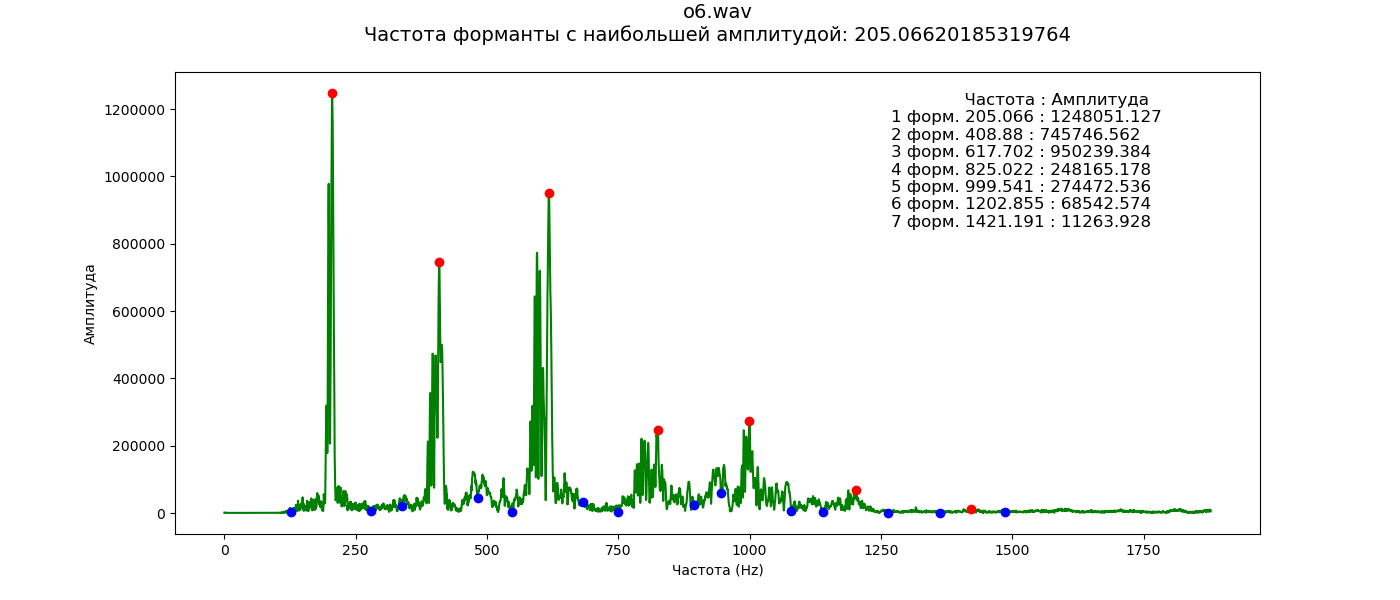 o6.wav
Частота форманты с наибольшей амплитудой: 205.06620185319764
Частота : Амплитуда
1 форм. 205.066 : 1248051.127
2 форм. 408.88 : 745746.562
3 форм. 617.702 : 950239.384
4 форм. 825.022 : 248165.178
5 форм. 999.541 : 274472.536
6 форм. 1202.855 : 68542.574
7 форм. 1421.191 : 11263.928
Амплитуда
1200000
1000000
800000
600000
400000
200000
0
0 250 500 750 1000 1250 1500 1750
Частота (Hz)